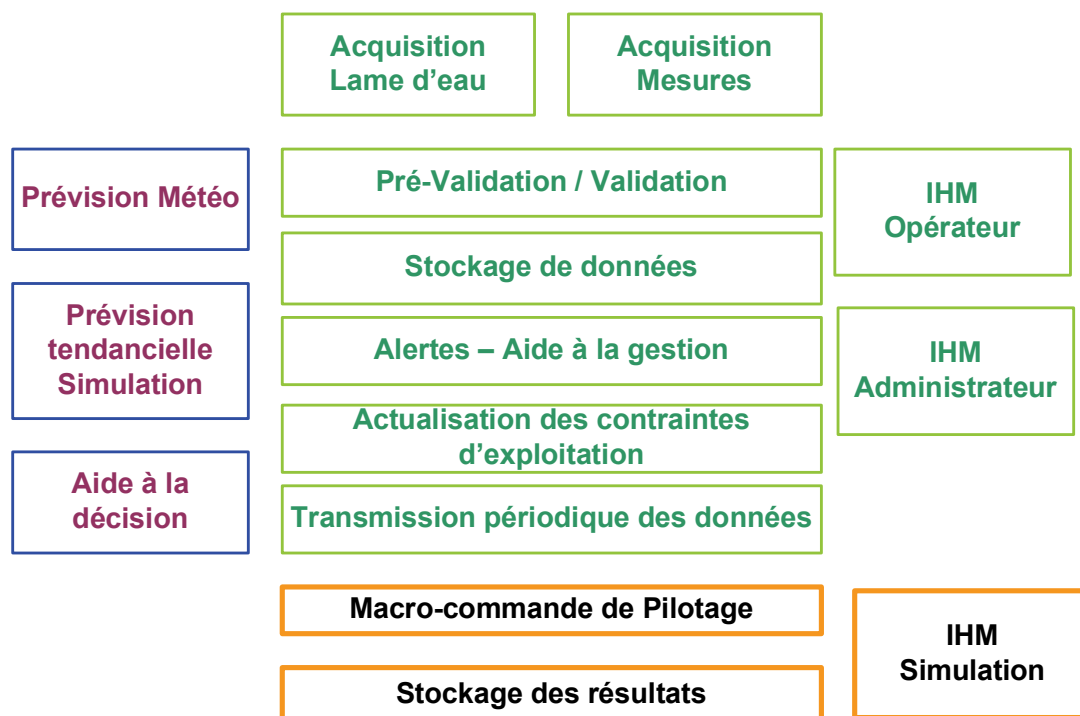 Acquisition
Lame d'eau
Acquisition
Mesures
Prévision Météo
Pré-Validation / Validation
IHM
Opérateur
Stockage de données
Prévision
tendancielle
Simulation
Alertes – Aide à la gestion
IHM
Administrateur
Actualisation des contraintes
d'exploitation
Aide à la
décision
Transmission périodique des données
Macro-commande de Pilotage
IHM
Simulation
Stockage des résultats